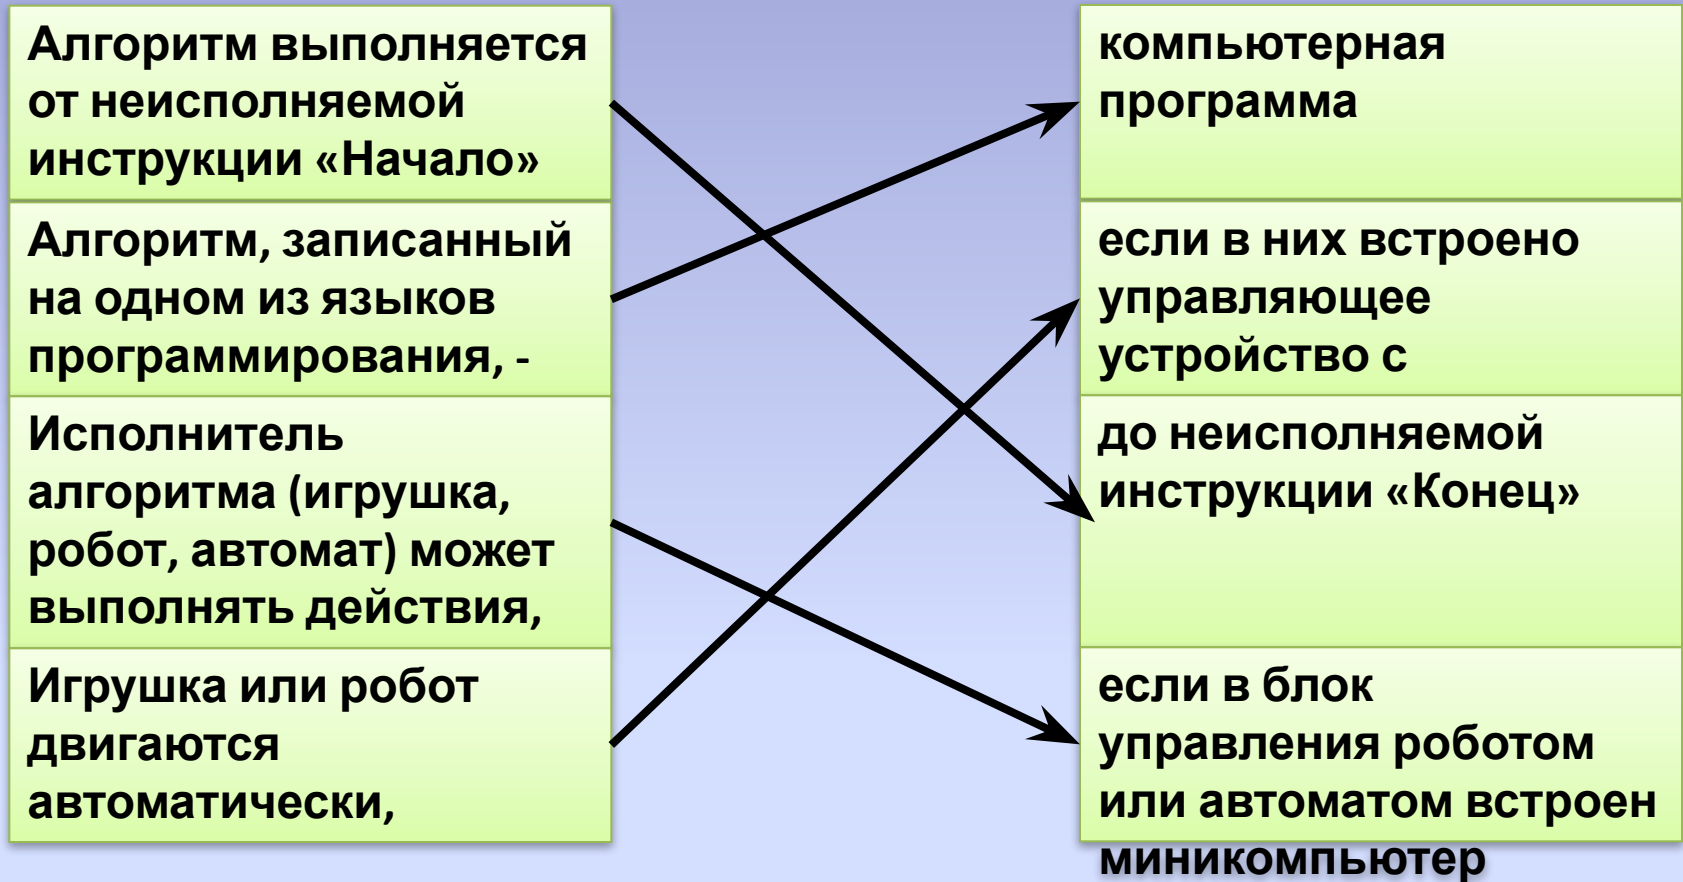 Алгоритм выполняется
от неисполняемой
инструкции «Начало»
Алгоритм, записанный
на одном из языков
программирования, -
Исполнитель
алгоритма (игрушка,
робот, автомат) может
выполнять действия,
Игрушка или робот
двигаются
автоматически,
компьютерная
программа
если в них встроено
управляющее
устройство с
до неисполняемой
инструкции «Конец»
если в блок
управления роботом
или автоматом встроен
миникомпьютер